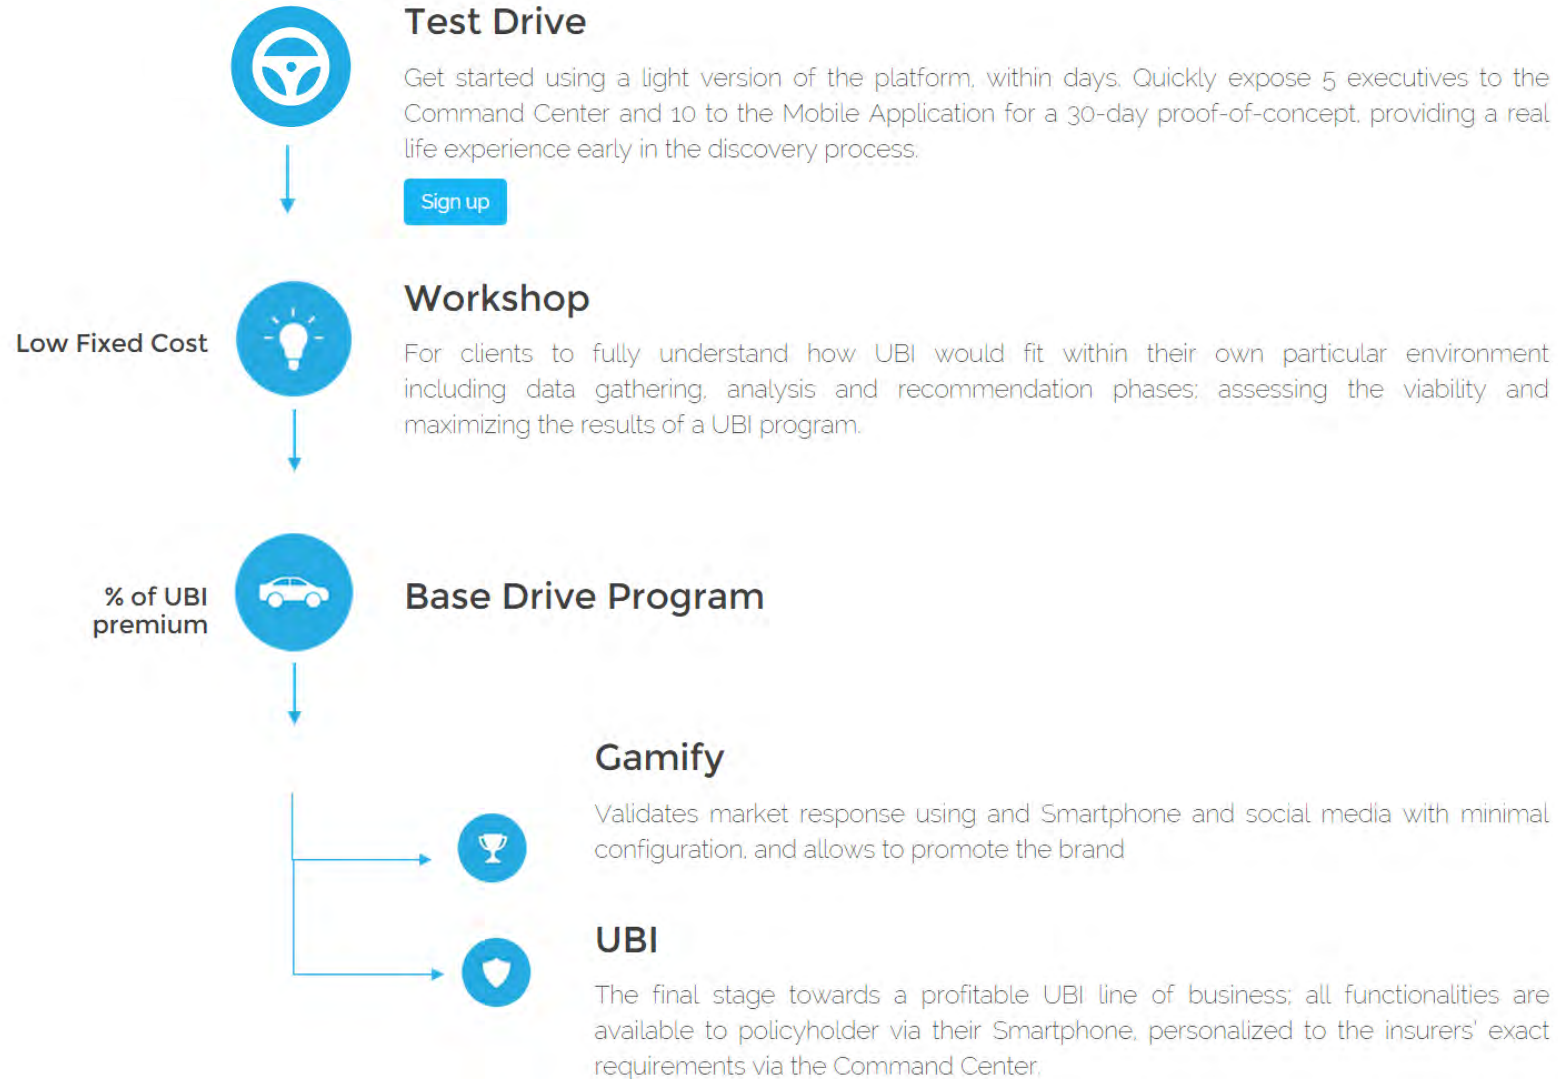 Test Drive
Get started using a light version of the platform, within days. Quickly expose 5 executives to the
Command Center and 10 to the Mobile Application for a 30-day proof-of-concept, providing a real
life experience early in the discovery process.
Sign up
Workshop
Low Fixed Cost
For clients to fully understand how UBI would fit within their own particular environment
including data gathering, analysis and recommendation phases; assessing the viability and
maximizing the results of a UBI program.
% of UBI
premium
Base Drive Program
Gamify
Validates market response using and Smartphone and social media with minimal
configuration, and allows to promote the brand
UBI
The final stage towards a profitable UBI line of business; all functionalities are
available to policyholder via their Smartphone, personalized to the insurers' exact
requirements via the Command Center.